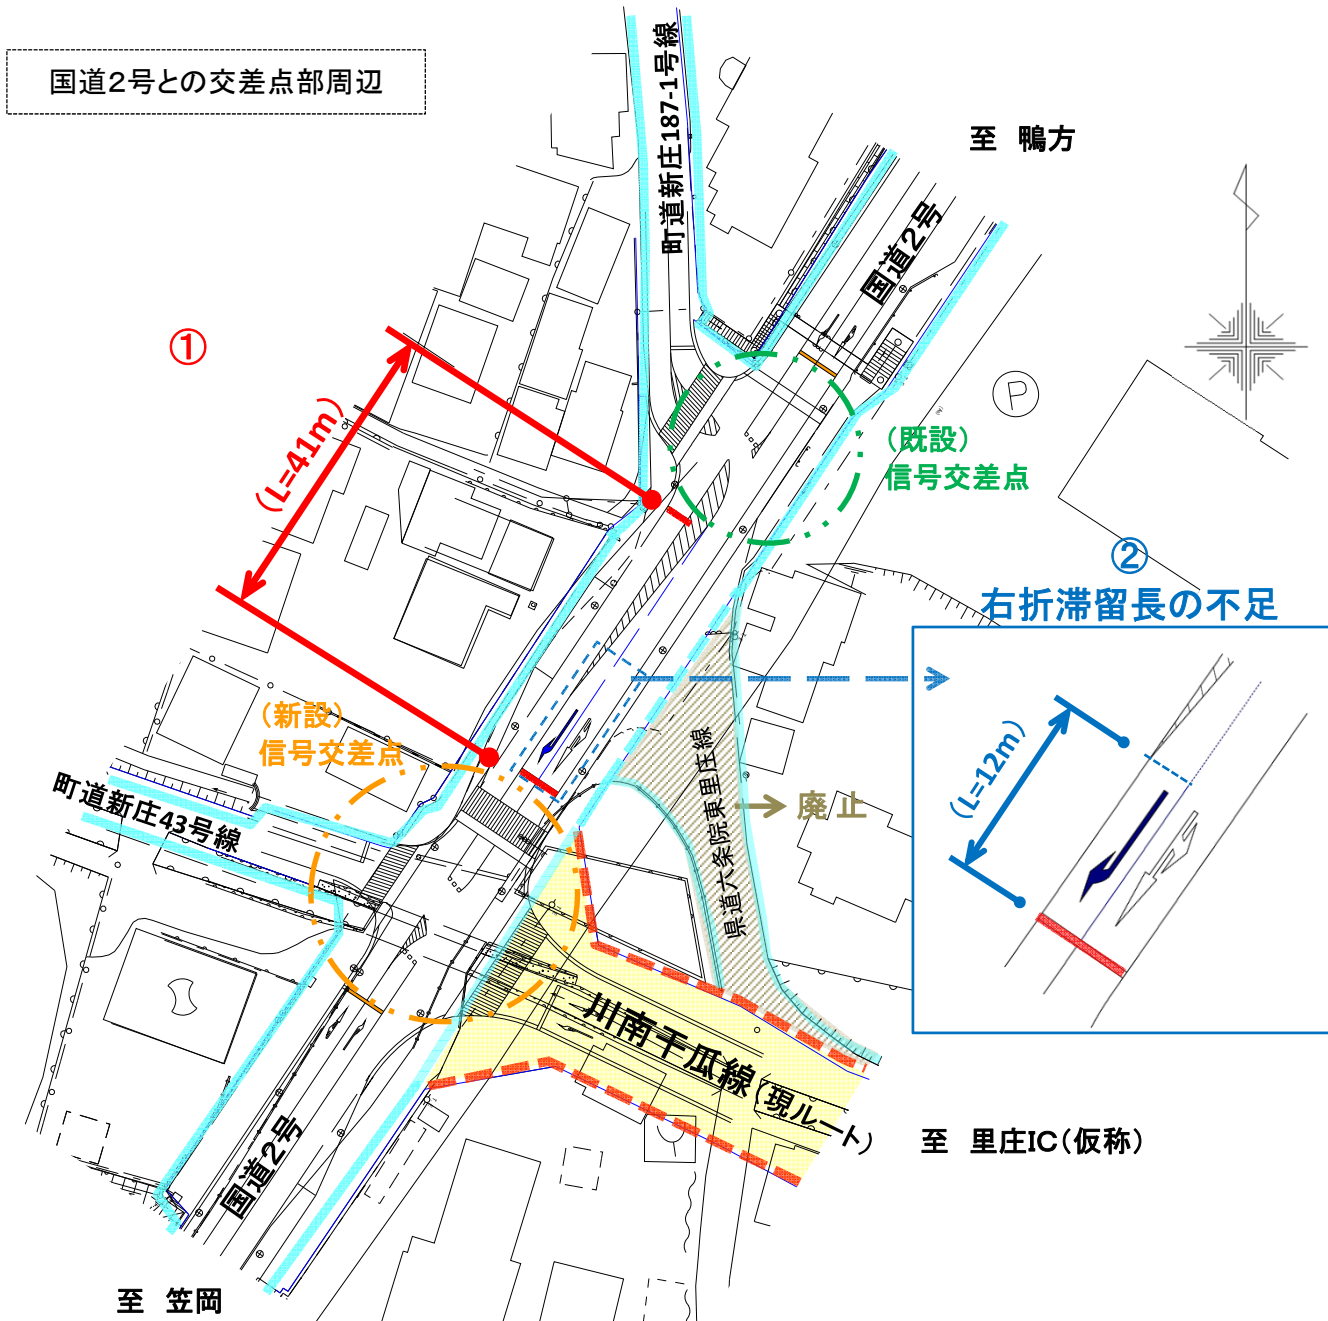 国道2号との交差点部周辺
町道新庄187-1号線
至 鴨方
国道2号
①
(L=41m)
P
(既設)
信号交差点
②
右折滞留長の不足
(L=12m)
(新設)
信号交差点
町道新庄43号線
県道六条院東里庄線
廃止
川南干瓜線(現ルート)
至 里庄IC(仮称)
国道2号
至 笠岡